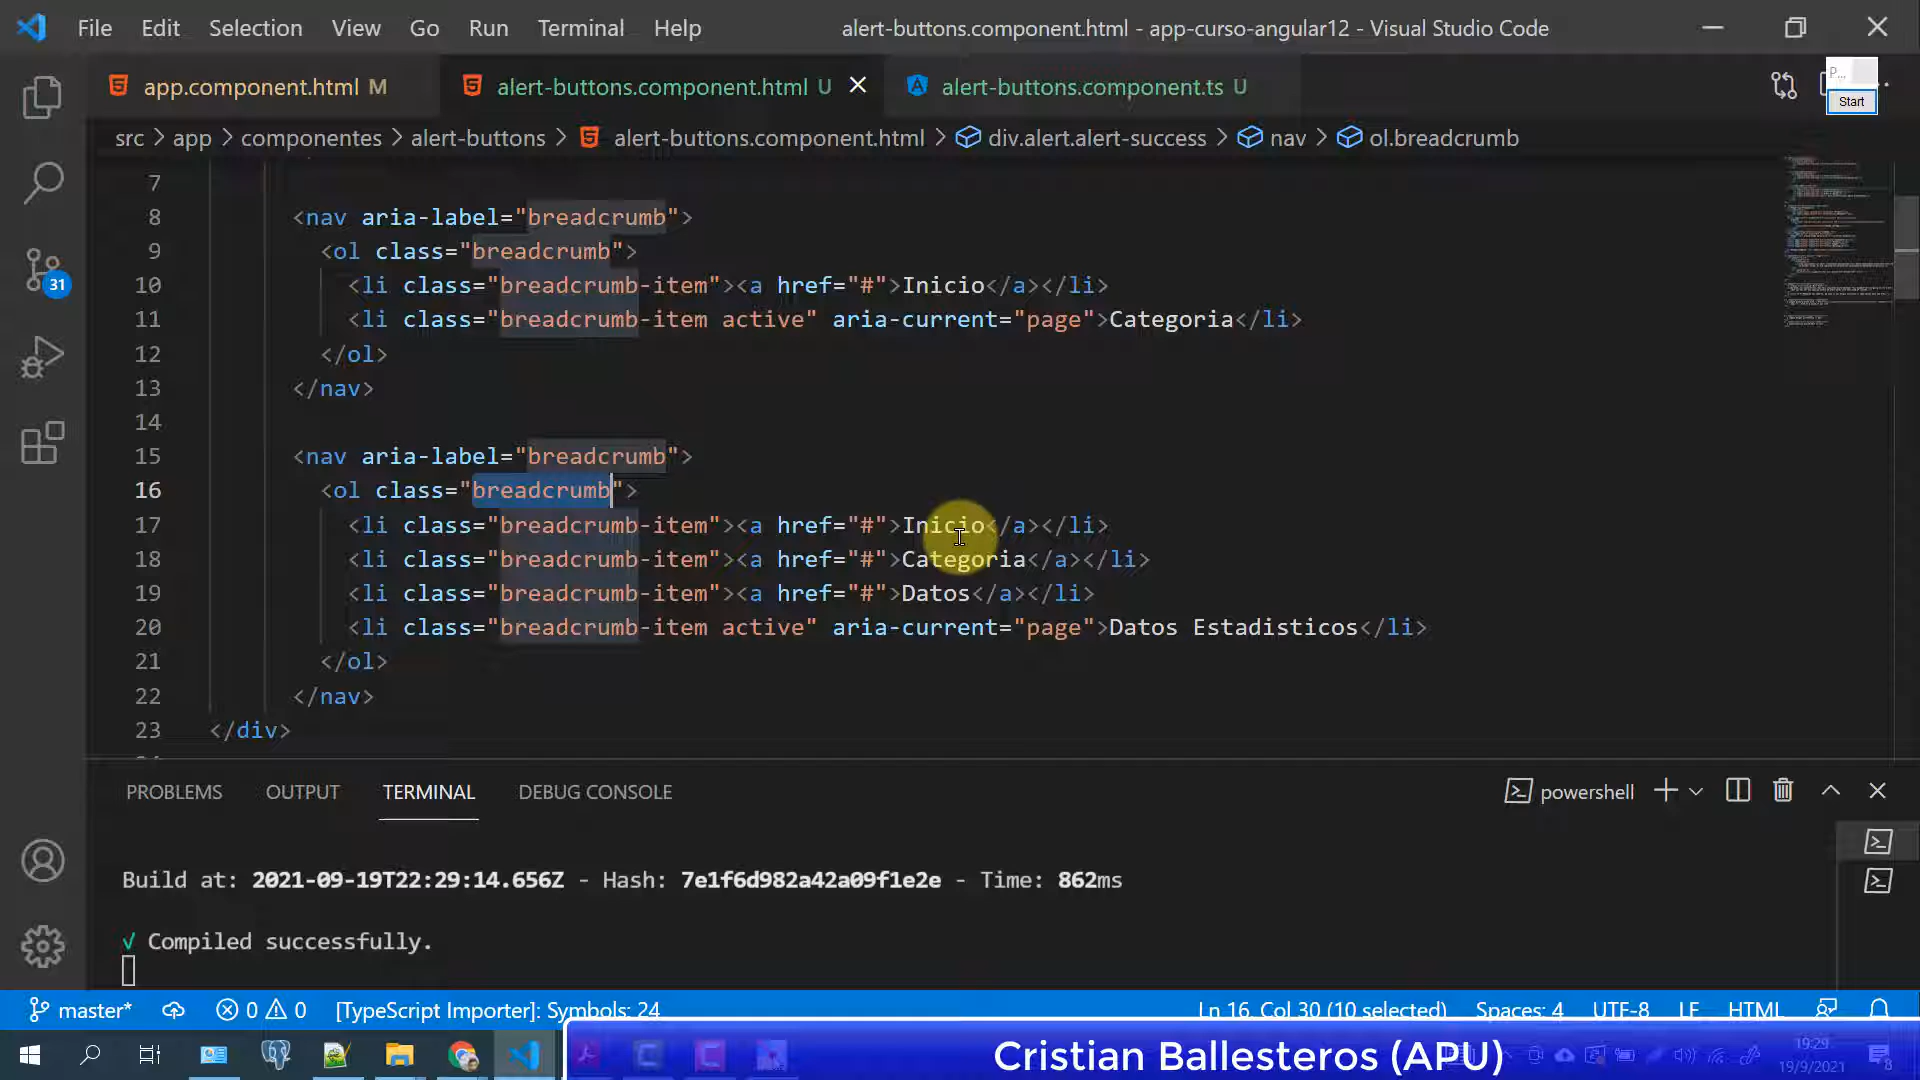 File Edit Selection View Go Run Terminal Help alert-buttons.component.html - app-curso-angular12 - Visual Studio Code
app.component.html M alert-buttons.component.html U alert-buttons.component.ts U
P...
Start
src > app > componentes > alert-buttons > alert-buttons.component.html > div.alert.alert-success > nav > ol.breadcrumb
7
8 <nav aria-label="breadcrumb">
9 <ol class="breadcrumb">
10 <li class="breadcrumb-item"><a href="#">Inicio</a></li>
11 <li class="breadcrumb-item active" aria-current="page">Categoria</li>
12 </ol>
13 </nav>
14
15 <nav aria-label="breadcrumb">
16 <ol class="breadcrumb">
17 <li class="breadcrumb-item"><a href="#">Inicio</a></li>
18 <li class="breadcrumb-item"><a href="#">Categoria</a></li>
19 <li class="breadcrumb-item"><a href="#">Datos</a></li>
20 <li class="breadcrumb-item active" aria-current="page">Datos Estadisticos</li>
21 </ol>
22 </nav>
23 </div>
31
PROBLEMS OUTPUT TERMINAL DEBUG CONSOLE powershell
Build at: 2021-09-19T22:29:14.656Z - Hash: 7e1f6d982a42a09f1e2e - Time: 862ms
√ Compiled successfully.
master* 0 0 [TypeScript Importer]: Symbols: 24 Ln 16, Col 30 (10 selected) Spaces: 4 UTF-8 LF HTML
Cristian Ballesteros (APU)
19:29
19/9/2021
8